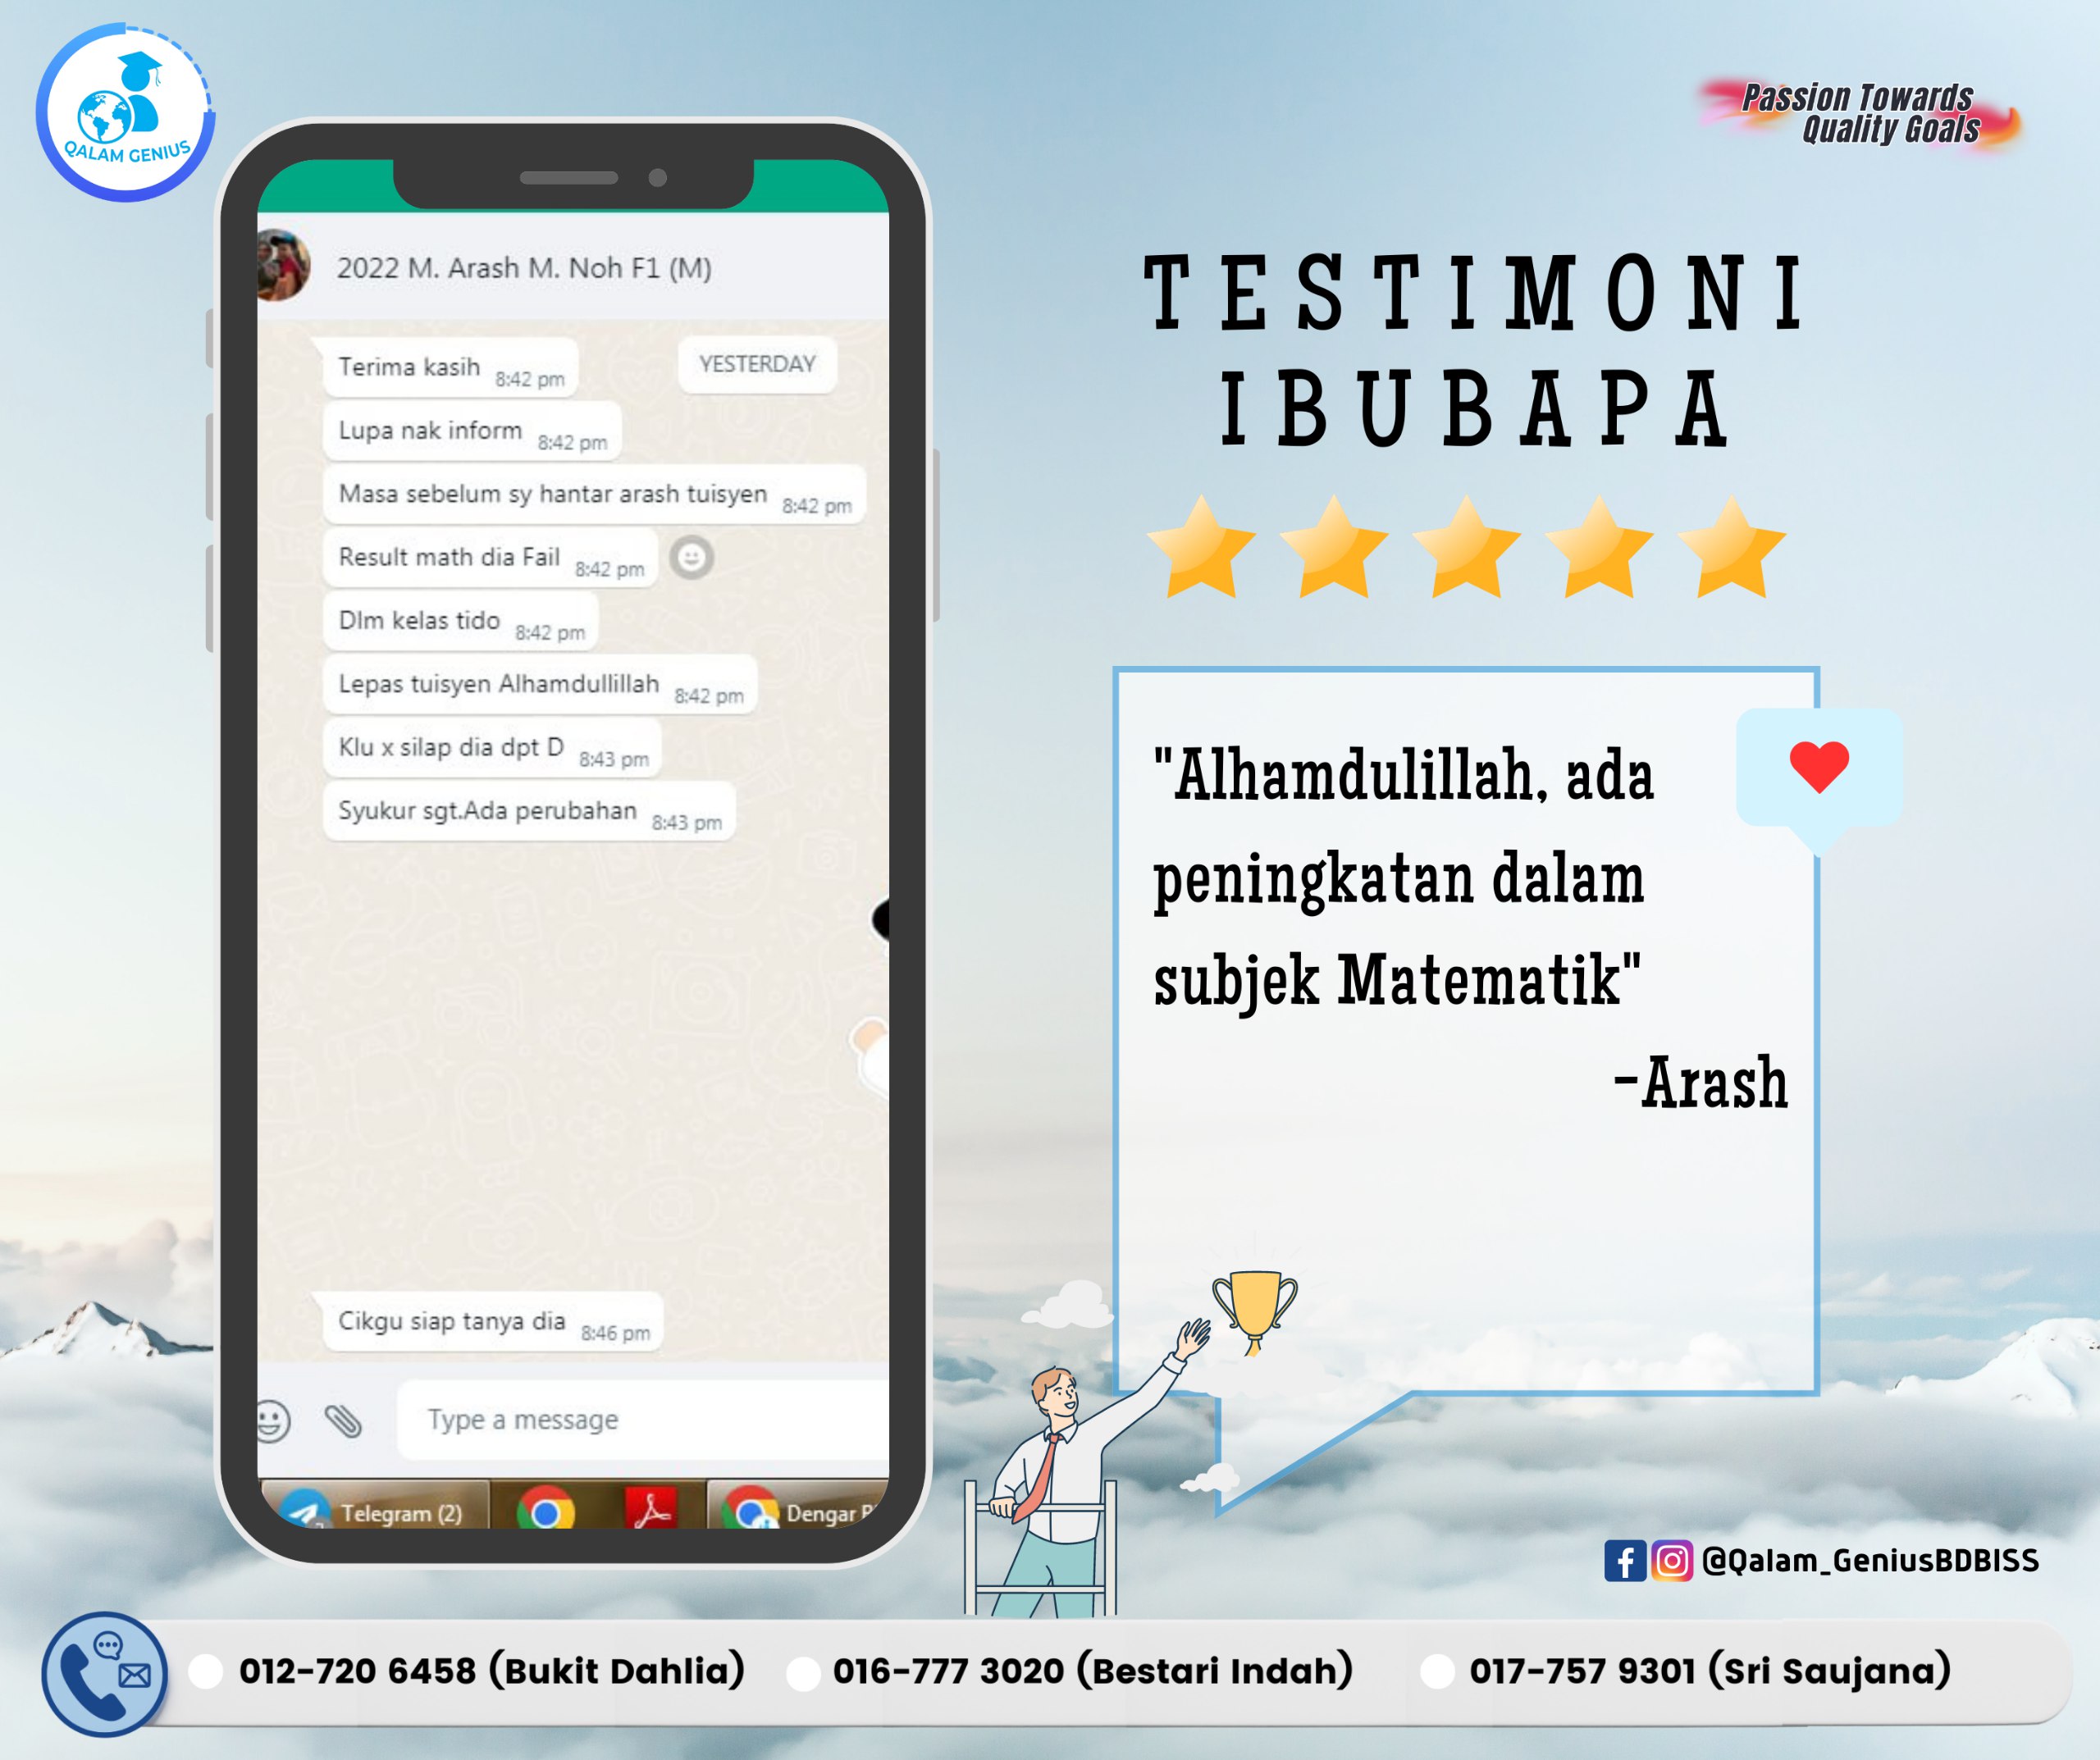 QALAM GENIUS
Passion Towards
Quality Goals
2022 M. Arash M. Noh F1 (M)
YESTERDAY
Terima kasih 8:42 pm
Lupa nak inform 8:42 pm
Masa sebelum sy hantar arash tuisyen 8:42 pm
Result math dia Fail 8:42 pm
Dlm kelas tido 8:42 pm
Lepas tuisyen Alhamdullillah 8:42 pm
Klu x silap dia dpt D 8:43 pm
Syukur sgt.Ada perubahan 8:43 pm
Cikgu siap tanya dia 8:46 pm
Type a message
Telegram (2)
Dengar
TESTIMONI
IBUBAPA
"Alhamdulillah, ada
peningkatan dalam
subjek Matematik"
-Arash
@Qalam_GeniusBDBISS
012-720 6458 (Bukit Dahlia)
016-777 3020 (Bestari Indah)
017-757 9301 (Sri Saujana)